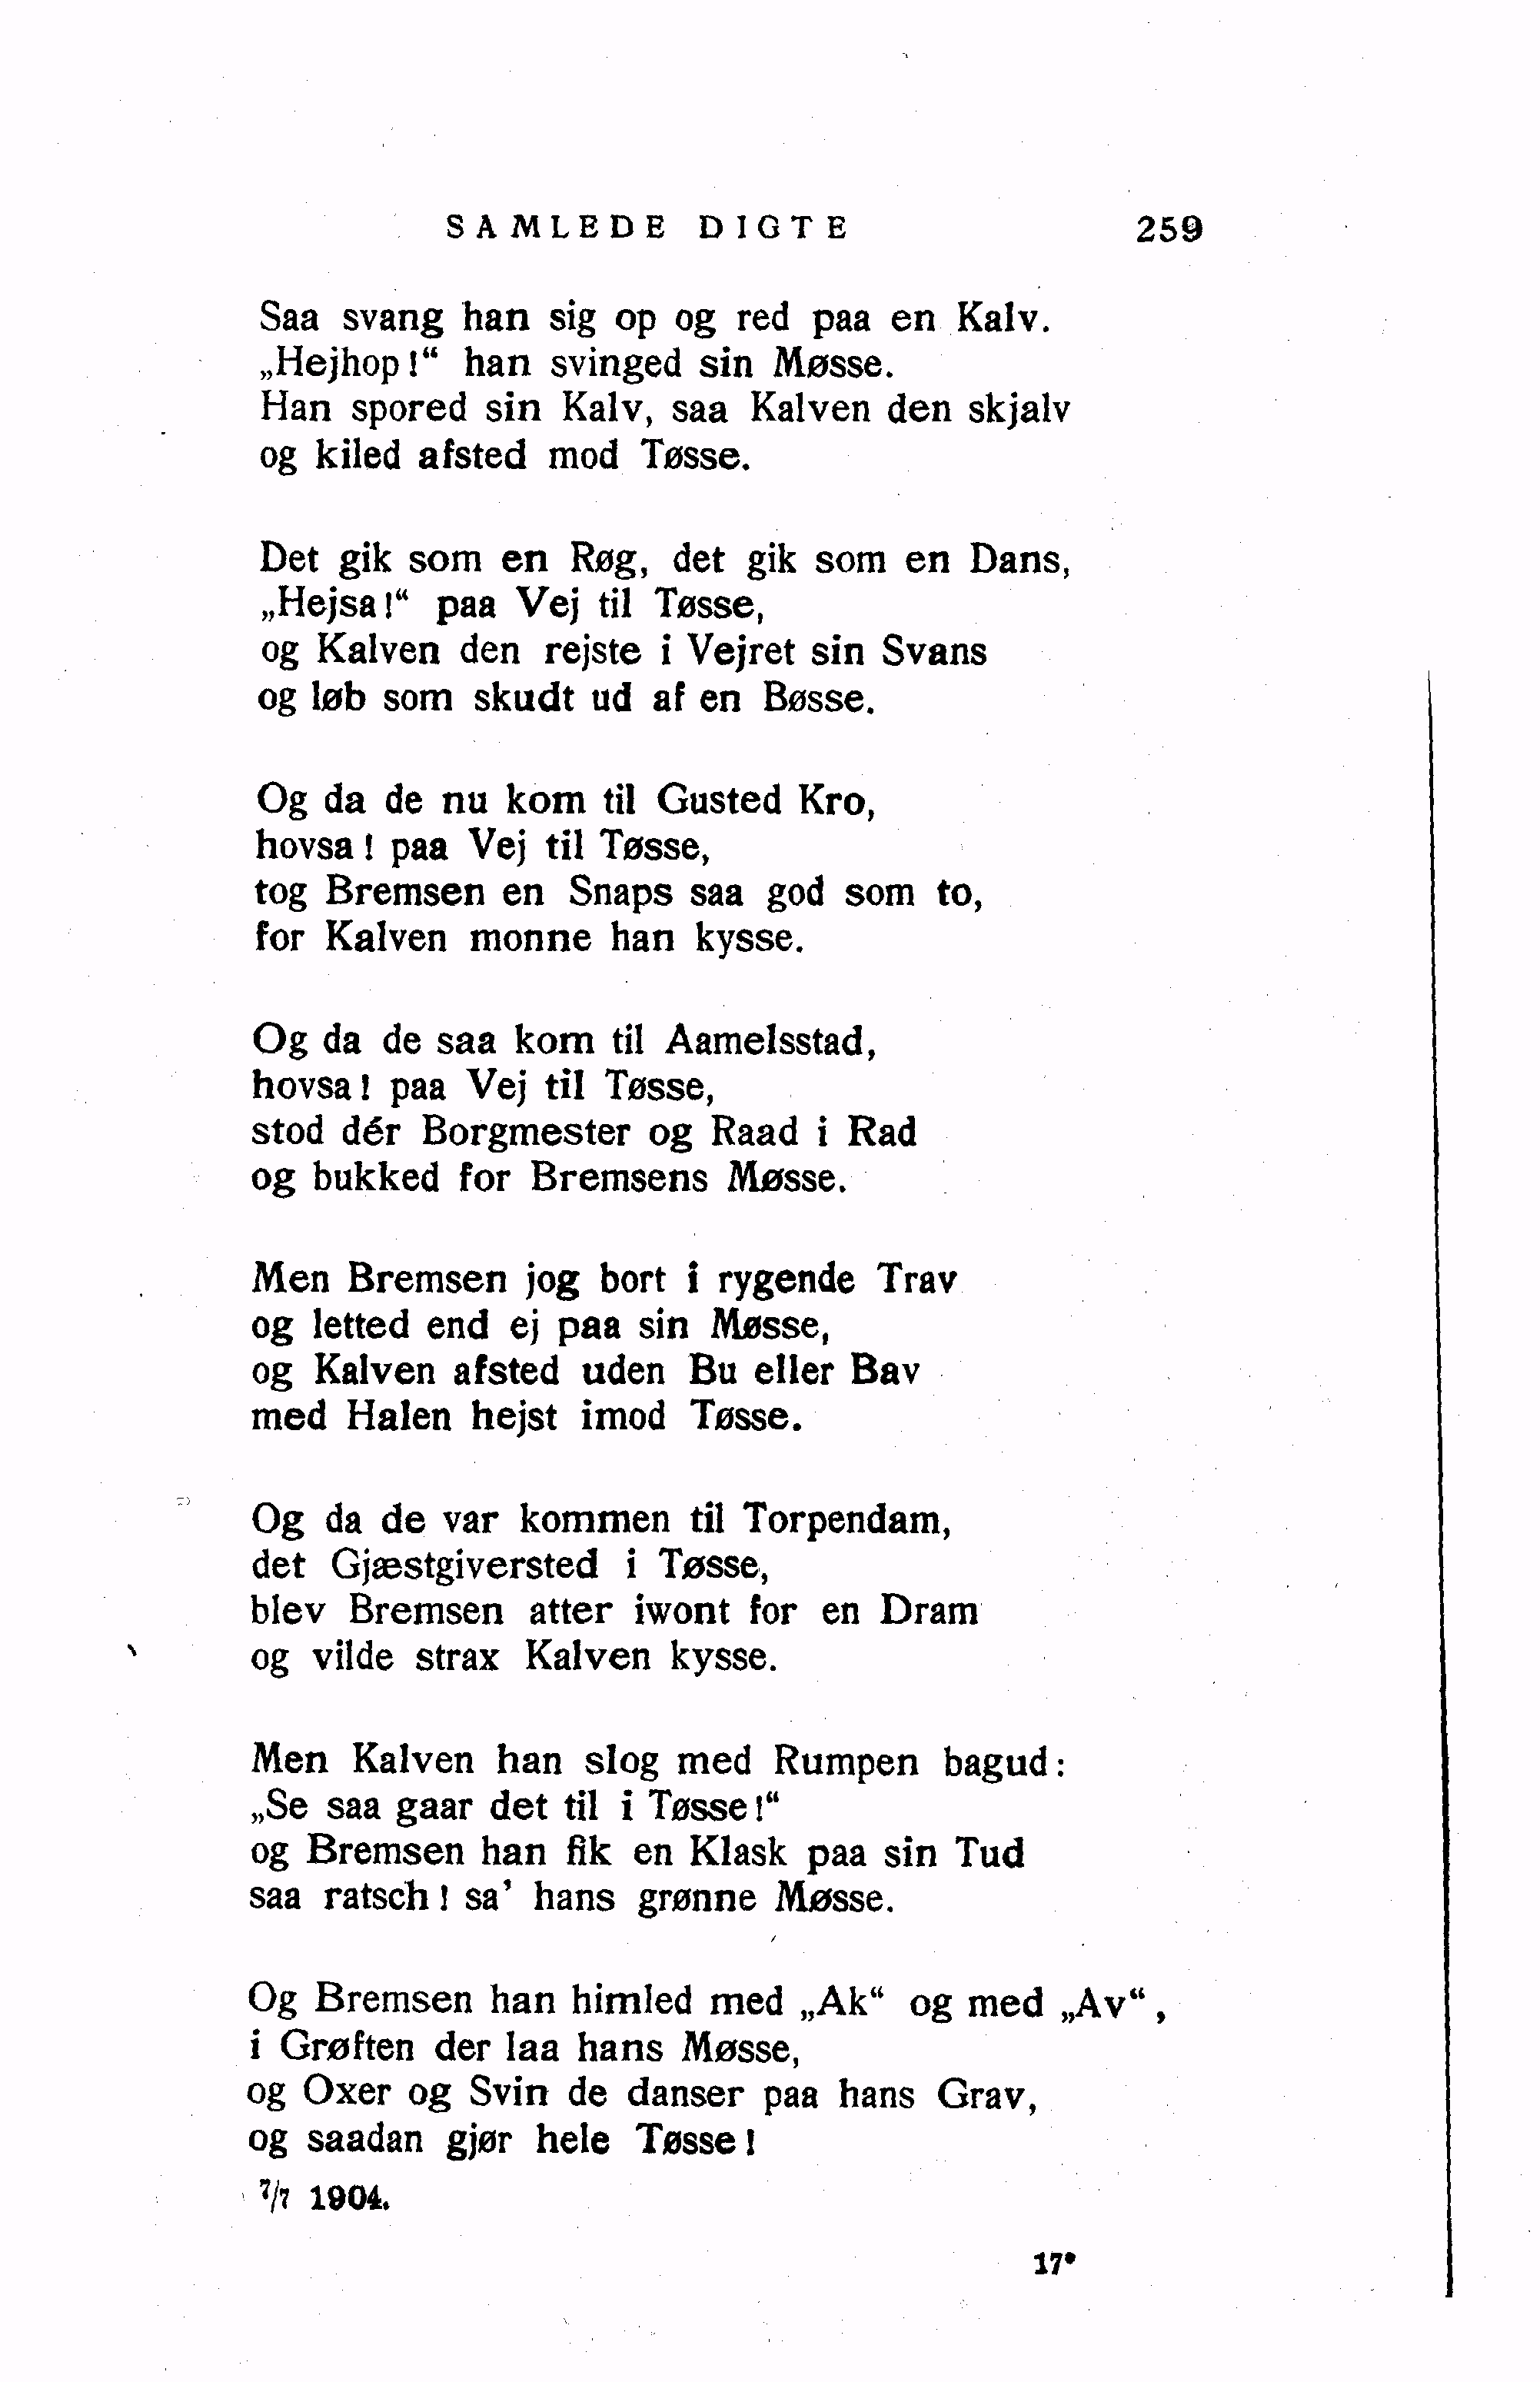 SAMLEDE DIGTE 259
Saa svang han sig op og red paa en Kalv.
„Hejhop!“ han svinged sin Møsse.
Han spored sin Kalv, saa Kalven den skjalv
og kiled afsted mod Tøsse.
Det gik som en Røg, det gik som en Dans,
„Hejsa!“ paa Vej til Tøsse,
og Kalven den rejste i Vejret sin Svans
og løb som skudt ud af en Bøsse.
Og da de nu kom til Gusted Kro,
hovsa! paa Vej til Tøsse,
tog Bremsen en Snaps saa god som to,
for Kalven monne han kysse.
Og da de saa kom til Aamelsstad,
hovsa! paa Vej til Tøsse,
stod dér Borgmester og Raad i Rad
og bukked for Bremsens Møsse.
Men Bremsen jog bort i rygende Trav
og letted end ej paa sin Møsse,
og Kalven afsted uden Bu eller Bav
med Halen hejst imod Tøsse.
Og da de var kommen til Torpendam,
det Gjæstgiversted i Tøsse,
blev Bremsen atter iwont for en Dram
og vilde strax Kalven kysse.
Men Kalven han slog med Rumpen bagud:
„Se saa gaar det til i Tøsse!“
og Bremsen han fik en Klask paa sin Tud
saa ratsch! sa' hans grønne Møsse.
Og Bremsen han himled med „Ak“ og med „Av“,
i Grøften der laa hans Møsse,
og Oxer og Svin de danser paa hans Grav,
og saadan gjør hele Tøsse!
7/7 1904.
17*